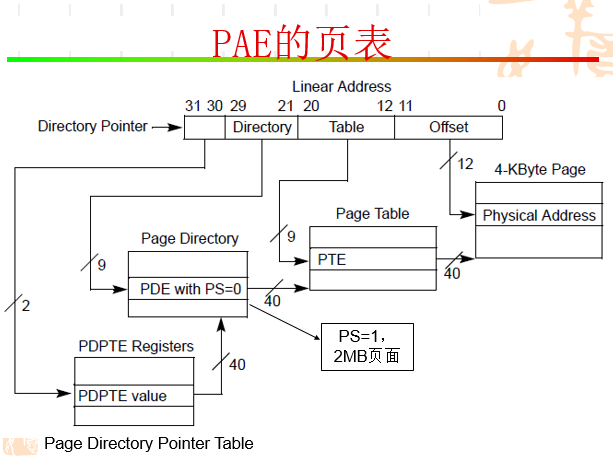 PAE的页表
Linear Address
31 30 29 21 20 12 11 0
Directory Pointer
Directory
Table
Offset
12
4-KByte Page
Physical Address
9
Page Table
PTE
40
9
Page Directory
PDE with PS=0
40
2
PS=1,
2MB页面
40
PDPTE Registers
PDPTE value
Page Directory Pointer Table